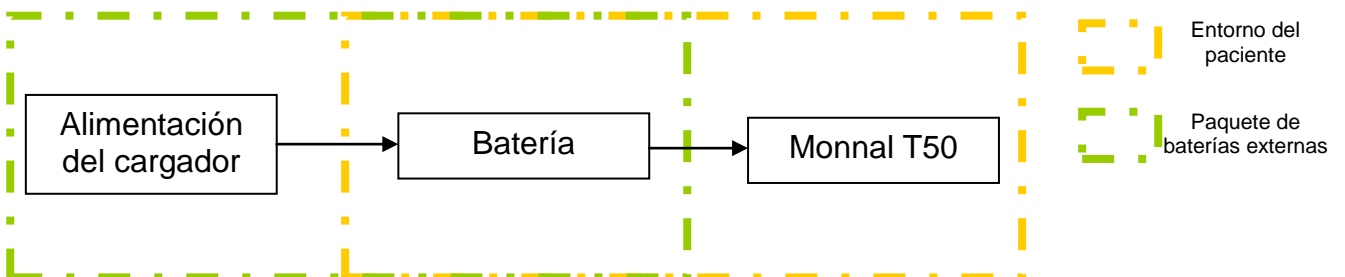 Alimentación
del cargador
Batería
Monnal T50
Entorno del
paciente
Paquete de
baterías externas